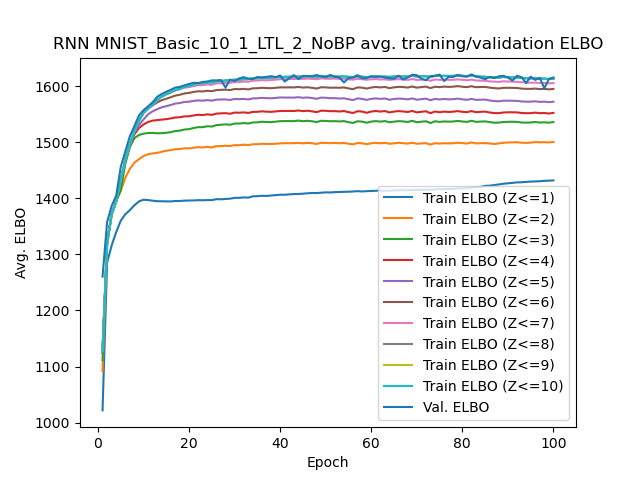 RNN MNIST_Basic_10_1_LTL_2_NoBP avg. training/validation ELBO
Avg. ELBO
1600
1500
1400
1300
1200
1100
1000
0 20 40 60 80 100
Epoch
Train ELBO (Z<=1)
Train ELBO (Z<=2)
Train ELBO (Z<=3)
Train ELBO (Z<=4)
Train ELBO (Z<=5)
Train ELBO (Z<=6)
Train ELBO (Z<=7)
Train ELBO (Z<=8)
Train ELBO (Z<=9)
Train ELBO (Z<=10)
Val. ELBO